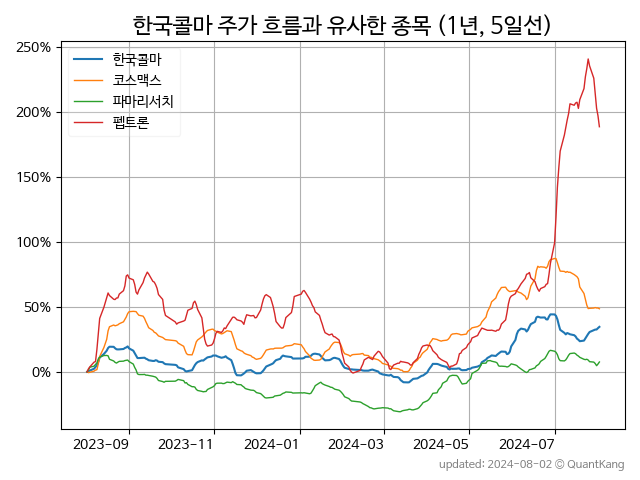 한국콜마 주가 흐름과 유사한 종목 (1년, 5일선)
250%
200%
150%
100%
50%
0%
한국콜마
코스맥스
파마리서치
펩트론
2023-09 2023-11 2024-01 2024-03 2024-05 2024-07
updated: 2024-08-02 © QuantKang